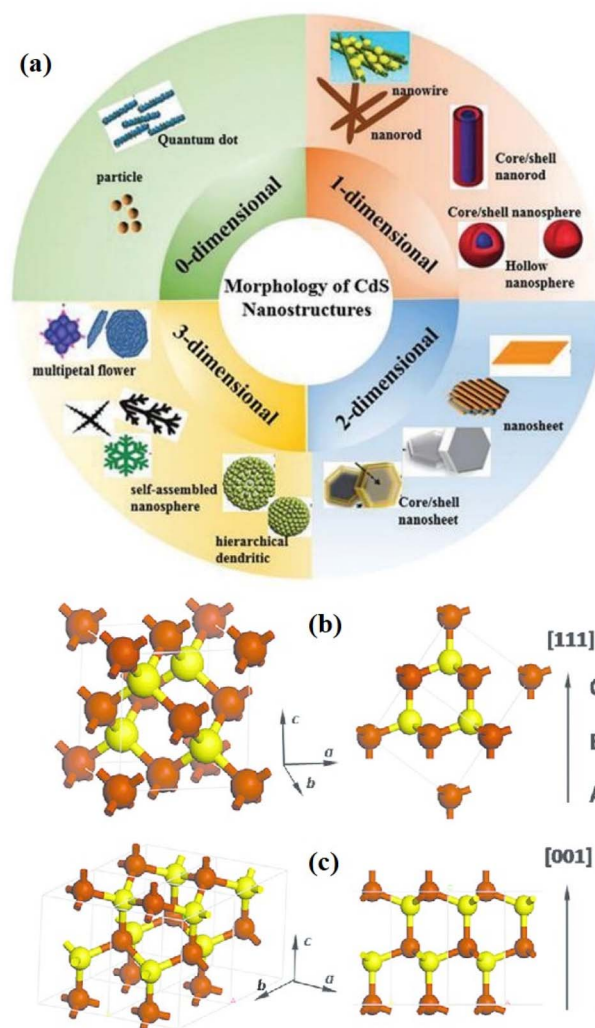 (a)
nanowire
nanorod
Core/shell
nanorod
Core/shell nanosphere
Hollow
nanosphere
1-dimensional
Quantum dot
particle
0-dimensional
Morphology of CdS
Nanostructures
multipetal flower
self-assembled
nanosphere
hierarchical
dendritic
3-dimensional
nanosheet
Core/shell
nanosheet
2-dimensional
(b)
c
a
b
[111]
(c)
c
b
a
[001]